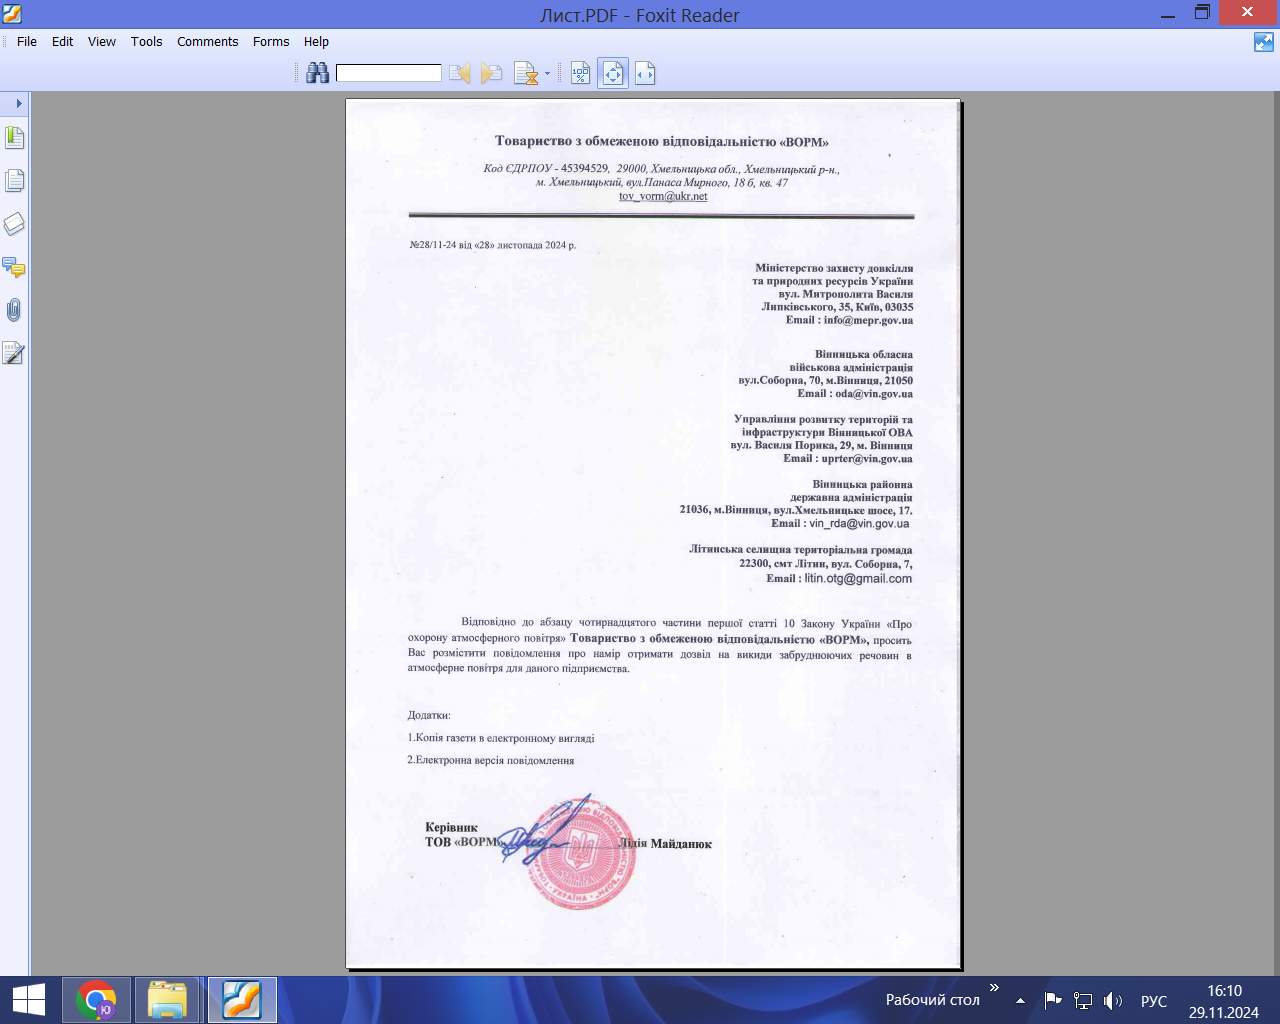 Лист.PDF - Foxit Reader
File Edit View Tools Comments Forms Help
100 %
Товариство з обмеженою відповідальністю «ВОРМ»
Код ЄДРПОУ - 45394529, 29000, Хмельницька обл., Хмельницький р-н.,
м. Хмельницький, вул.Панаса Мирного, 18 б, кв. 47
tov_vorm@ukr.net
№28/11-24 від «28» листопада 2024 р.
Міністерство захисту довкілля
та природних ресурсів України
вул. Митрополита Василя
Липківського, 35, Київ, 03035
Email : info@mepr.gov.ua
Вінницька обласна
військова адміністрація
вул.Соборна, 70, м.Вінниця, 21050
Email : oda@vin.gov.ua
Управління розвитку територій та
інфраструктури Вінницької ОВА
вул. Василя Порика, 29, м. Вінниця
Email : uprter@vin.gov.ua
Вінницька районна
державна адміністрація
21036, м.Вінниця, вул.Хмельницьке шосе, 17.
Email : vin_rda@vin.gov.ua
Літинська селищна територіальна громада
22300, смт Літин, вул. Соборна, 7,
Email : litin.otg@gmail.com
Відповідно до абзацу чотирнадцятого частини першої статті 10 Закону України «Про
охорону атмосферного повітря» Товариство з обмеженою відповідальністю «ВОРМ», просить
Вас розмістити повідомлення про намір отримати дозвіл на викиди забруднюючих речовин в
атмосферне повітря для даного підприємства.
Додатки:
1.Копія газети в електронному вигляді
2.Електронна версія повідомлення
Керівник
ТОВ «ВОРМ» Лідія Майданюк
УКРАЇНА
Рабочий стол » РУС 16:10
29.11.2024